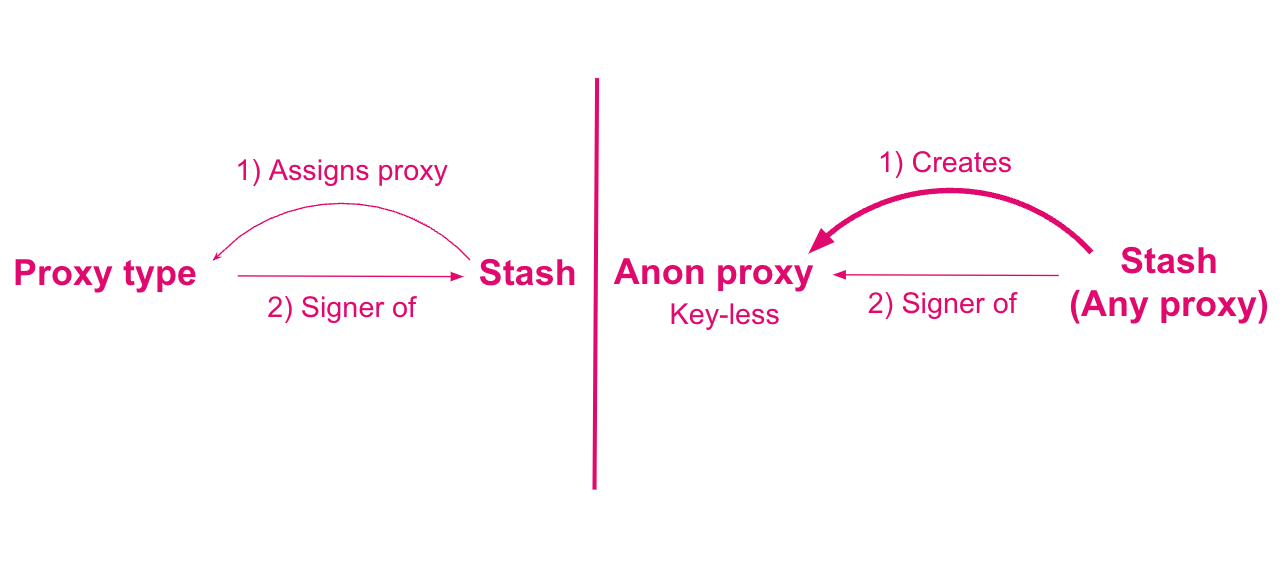 1) Assigns proxy
Proxy type
Stash
2) Signer of
1) Creates
Anon proxy
Key-less
2) Signer of
Stash
(Any proxy)